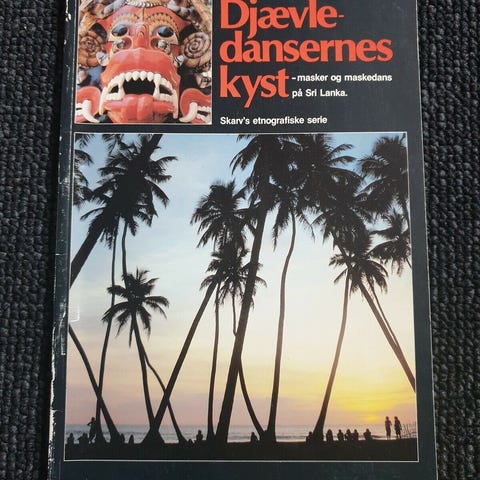 Djævle-
dansernes
kyst - masker og maskedans
på Sri Lanka.
Skarv's etnografiske serie